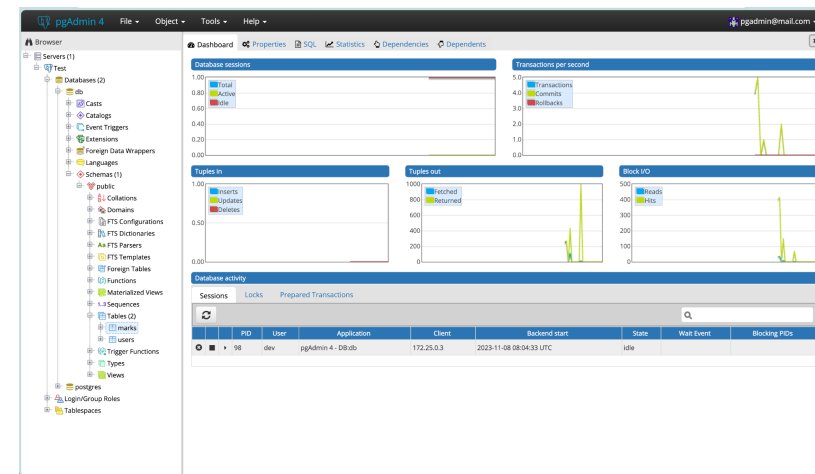 pgAdmin 4 File Object Tools Help pgadmin@mail.com
Browser
Servers (1)
Test
Databases (2)
db
Casts
Catalogs
Event Triggers
Extensions
Foreign Data Wrappers
Languages
Schemas (1)
public
Collations
Domains
FTS Configurations
FTS Dictionaries
Aa FTS Parsers
FTS Templates
Foreign Tables
Functions
Materialized Views
1..3 Sequences
Tables (2)
marks
users
Trigger Functions
Types
Views
postgres
Login/Group Roles
Tablespaces
Dashboard Properties SQL Statistics Dependencies Dependents
Database sessions
1.00
0.80
0.60
0.40
0.20
0.00
Total
Active
Idle
Transactions per second
5.0
4.0
3.0
2.0
1.0
0.0
Transactions
Commits
Rollbacks
Tuples in
1.00
0.50
0.00
Inserts
Updates
Deletes
Tuples out
1000
800
600
400
200
0
Fetched
Returned
Block I/O
500
400
300
200
100
0
Reads
Hits
Database activity
Sessions Locks Prepared Transactions
PID User Application Client Backend start State Wait Event Blocking PIDs
98 dev pgAdmin 4 - DB:db 172.25.0.3 2023-11-08 08:04:33 UTC idle